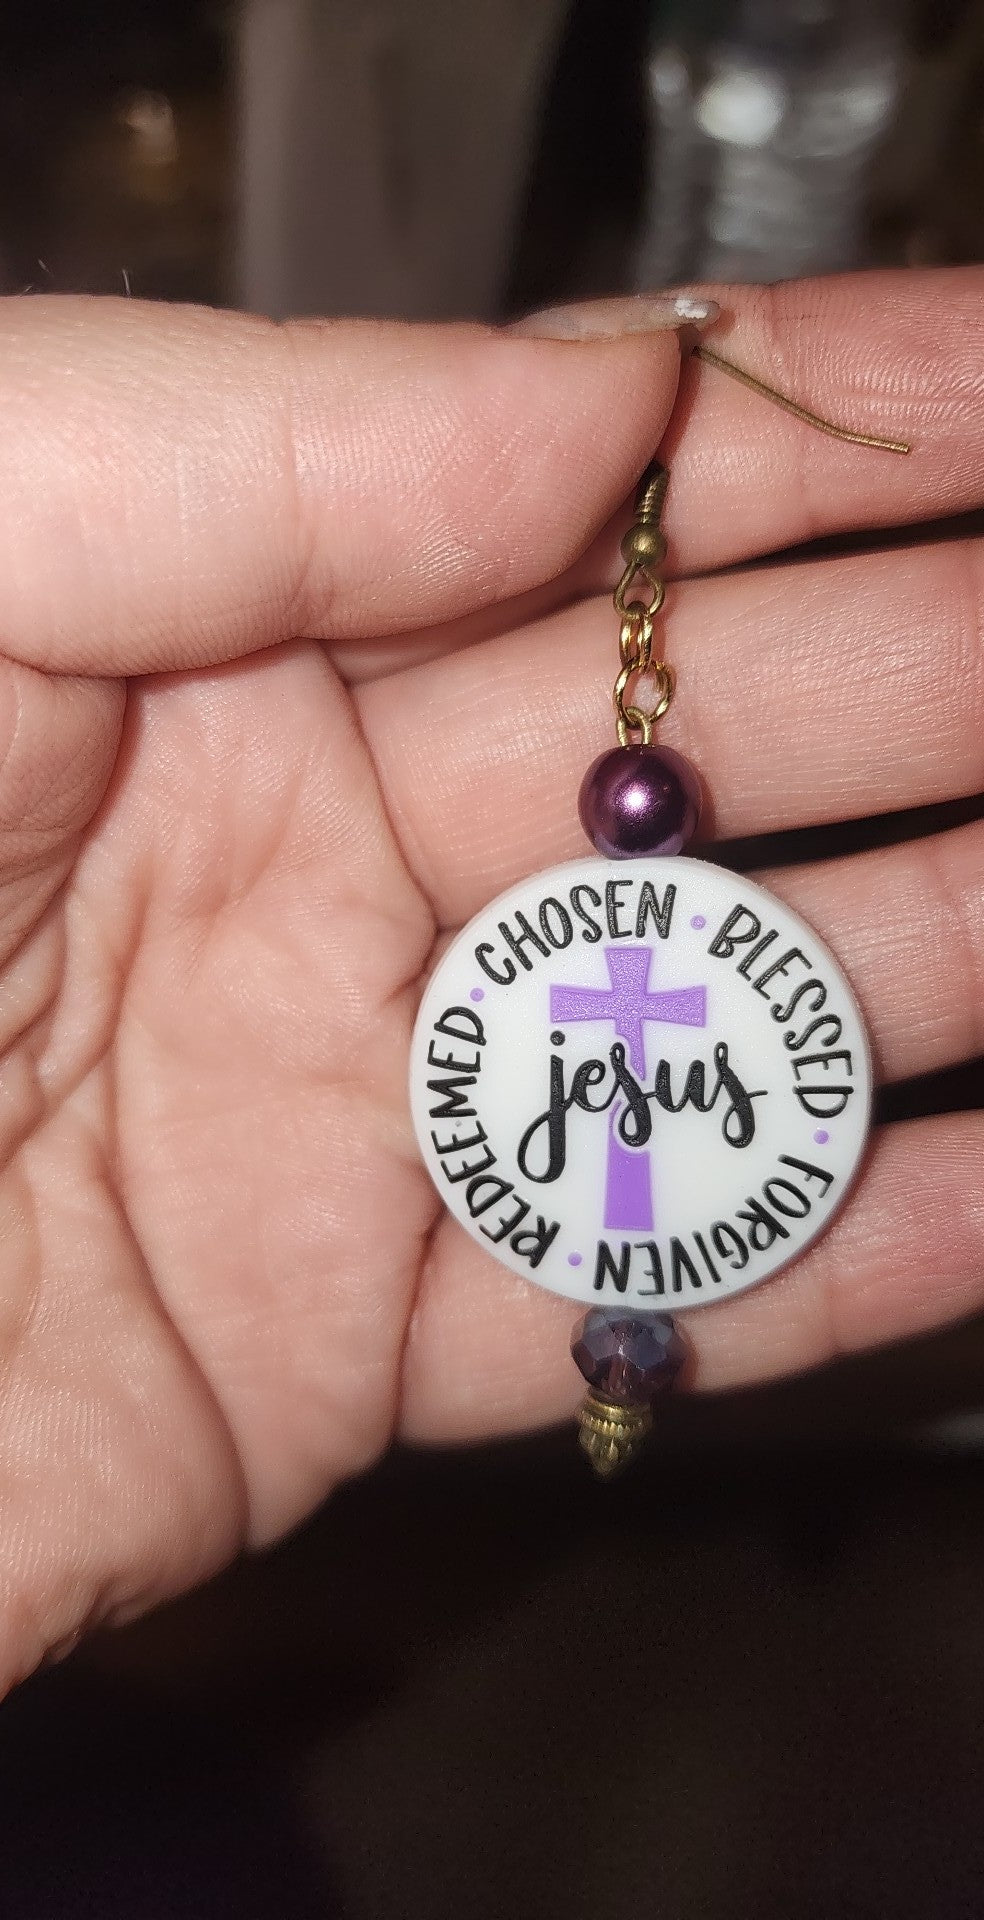 CHOSEN • BLESSED • FORGIVEN • REDEEMED •
jesus